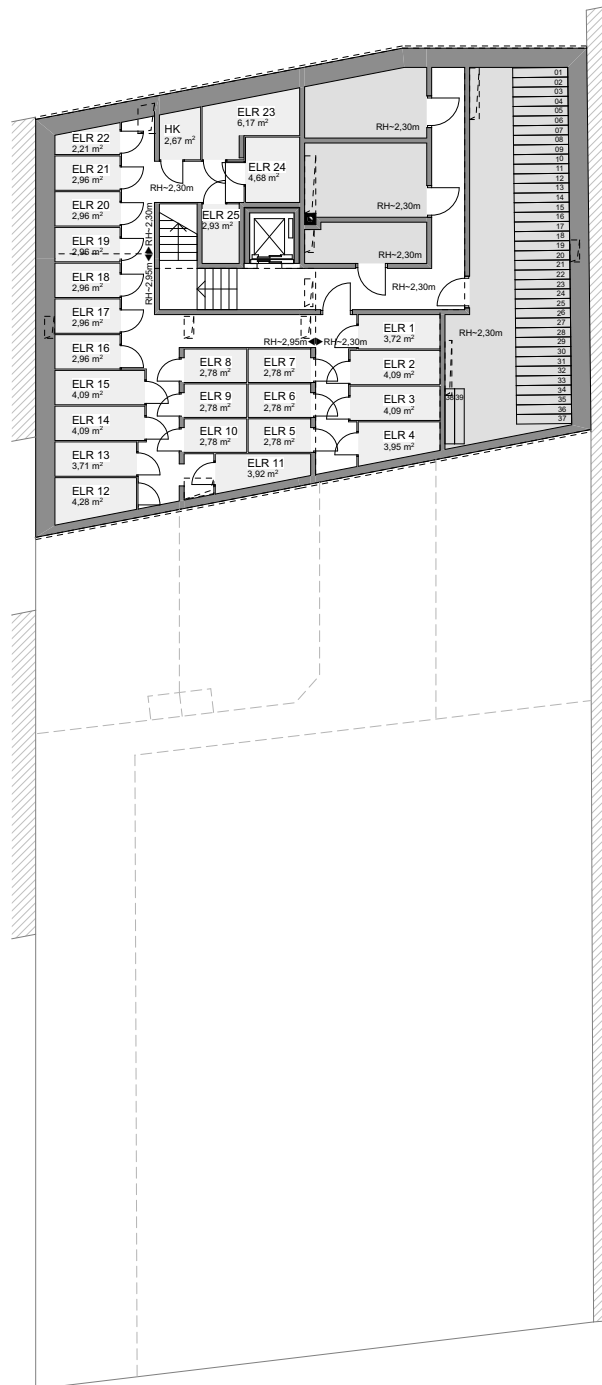 01
02
03
04
05
06
07
08
09
10
11
12
13
14
15
16
17
18
19
20
21
22
23
24
25
26
27
28
29
30
31
32
33
34
35
36
37
38 39
ELR 23
6,17 m²
HK
2,67 m²
RH~2,30m
ELR 22
2,21 m²
ELR 21
2,96 m²
ELR 24
4,68 m²
RH~2,30m
ELR 20
2,96 m²
RH~2,30m
ELR 25
2,93 m²
RH~2,30m
ELR 19
2,96 m²
RH~2,30m
ELR 18
2,96 m²
RH~2,95m
RH~2,30m
ELR 17
2,96 m²
ELR 1
3,72 m²
RH~2,30m
RH~2,95m
RH~2,30m
ELR 16
2,96 m²
ELR 8
2,78 m²
ELR 7
2,78 m²
ELR 2
4,09 m²
ELR 15
4,09 m²
ELR 9
2,78 m²
ELR 6
2,78 m²
ELR 3
4,09 m²
ELR 14
4,09 m²
ELR 10
2,78 m²
ELR 5
2,78 m²
ELR 4
3,95 m²
ELR 13
3,71 m²
ELR 11
3,92 m²
ELR 12
4,28 m²